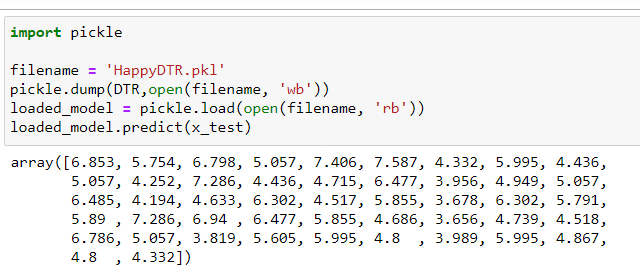 import pickle
filename = 'HappyDTR.pkl'
pickle.dump(DTR,open(filename, 'wb'))
loaded_model = pickle.load(open(filename, 'rb'))
loaded_model.predict(x_test)
array([6.853, 5.754, 6.798, 5.057, 7.406, 7.587, 4.332, 5.995, 4.436,
5.057, 4.252, 7.286, 4.436, 4.715, 6.477, 3.956, 4.949, 5.057,
6.485, 4.194, 4.633, 6.302, 4.517, 5.855, 3.678, 6.302, 5.791,
5.89 , 7.286, 6.94 , 6.477, 5.855, 4.686, 3.656, 4.739, 4.518,
6.786, 5.057, 3.819, 5.605, 5.995, 4.8  , 3.989, 5.995, 4.867,
4.8  , 4.332])